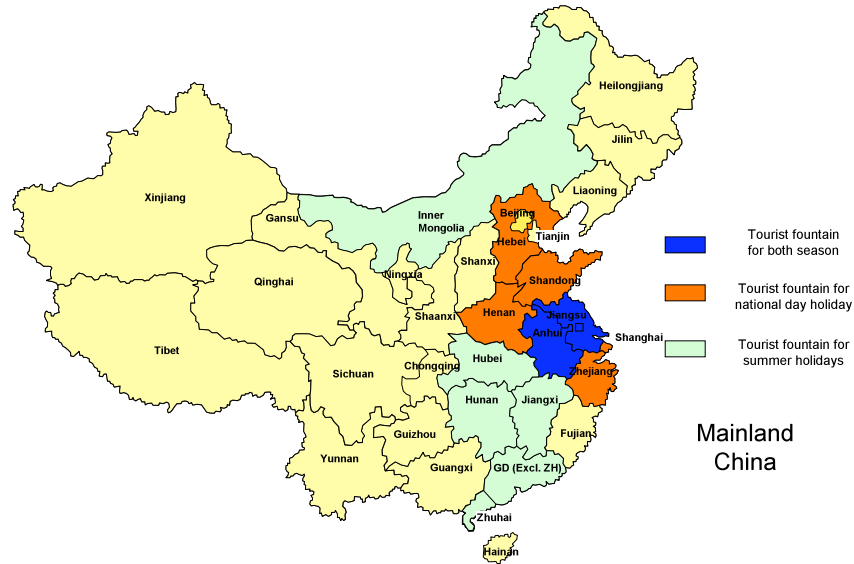 Heilongjiang
Jilin
Xinjiang
Liaoning
Gansu
Beijing
Inner
Mongolia
Tianjin
Hebei
Tourist fountain
for both season
Shanxi
Ningxia
Qinghai
Shandong
Tourist fountain for
national day holiday
Henan
Shaanxi
Jiangsu
Anhui
Shanghai
Tibet
Hubei
Tourist fountain for
summer holidays
Chongqing
Sichuan
Zhejiang
Hunan
Jiangxi
Guizhou
Fujian
Mainland
China
Yunnan
Guangxi
GD (Excl. ZH)
Zhuhai
Hainan